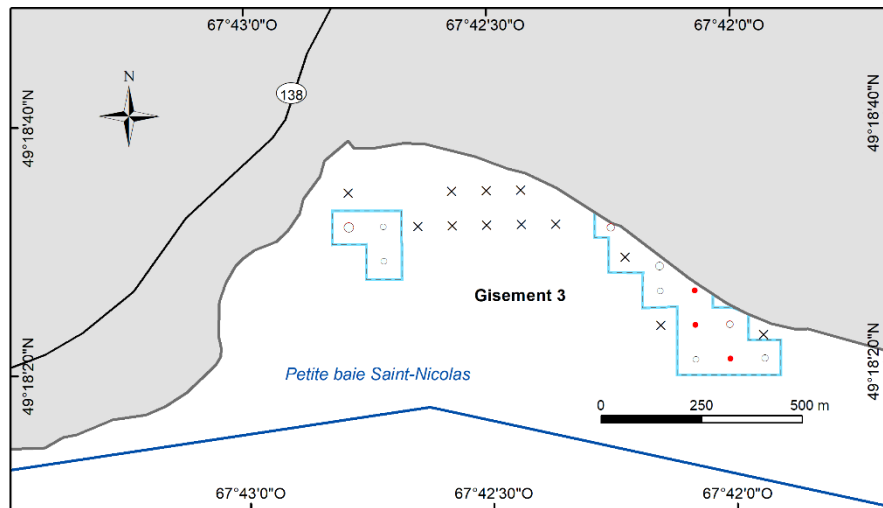 67°43'0"O 67°42'30"O 67°42'0"O
N
138
49°18'40"N 49°18'40"N
Gisement 3
49°18'20"N 49°18'20"N
Petite baie Saint-Nicolas
0 250 500 m
67°43'0"O 67°42'30"O 67°42'0"O